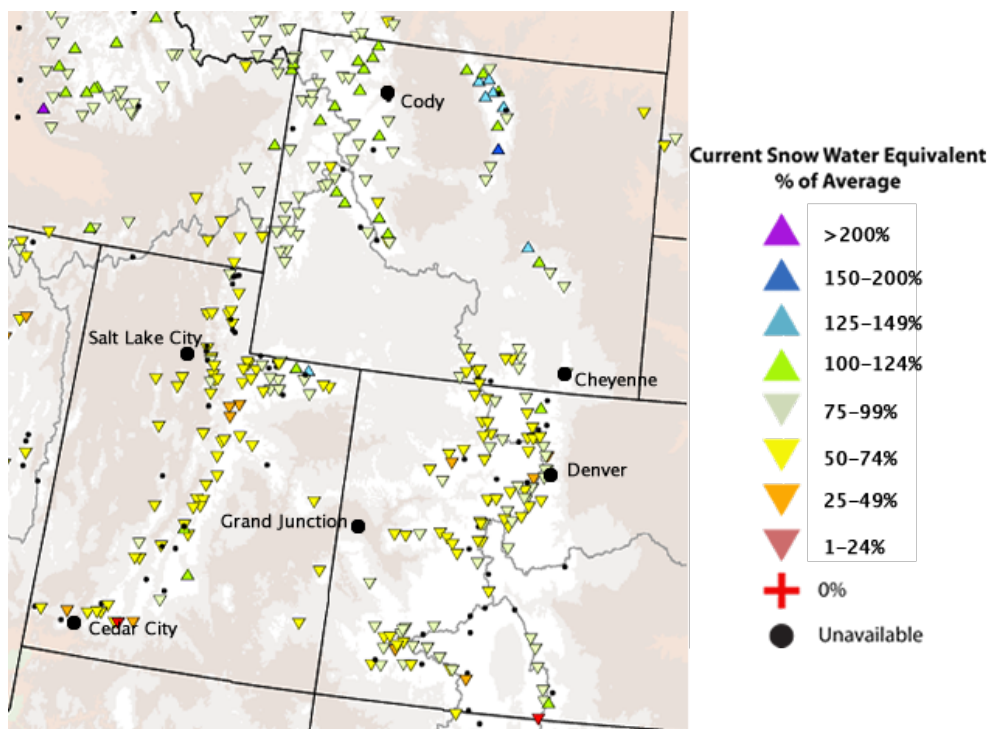 Cody
Salt Lake City
Cheyenne
Denver
Grand Junction
Cedar City
Current Snow Water Equivalent
% of Average
>200%
150-200%
125-149%
100-124%
75-99%
50-74%
25-49%
1-24%
0%
Unavailable